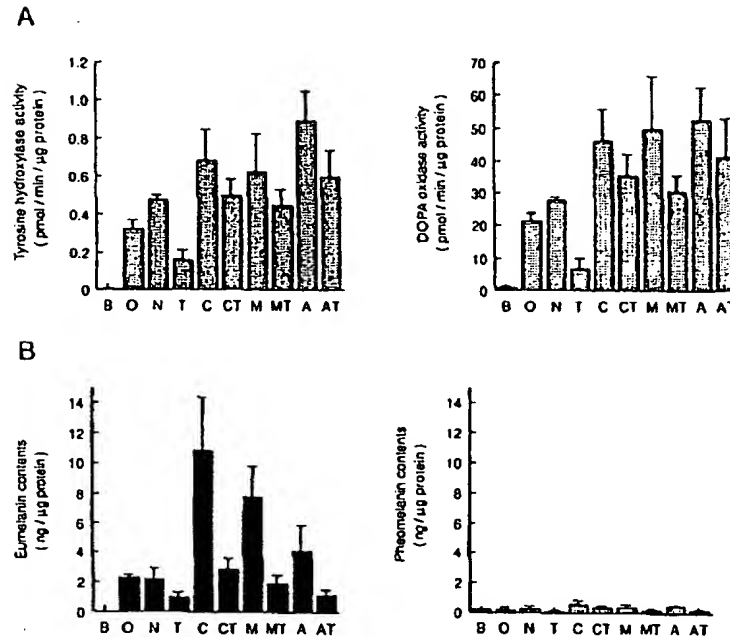 A
Tyrosine hydroxylase activity
( pmol / min / µg protein )
1.2
1.0
0.8
0.6
0.4
0.2
0
B O N T C CT M MT A AT
DOPA oxidase activity
( pmol / min / µg protein )
70
60
50
40
30
20
10
0
B O N T C CT M MT A AT
B
Eumelanin contents
( ng / µg protein )
14
12
10
8
6
4
2
0
B O N T C CT M MT A AT
Pheomelanin contents
( ng / µg protein )
14
12
10
8
6
4
2
0
B O N T C CT M MT A AT